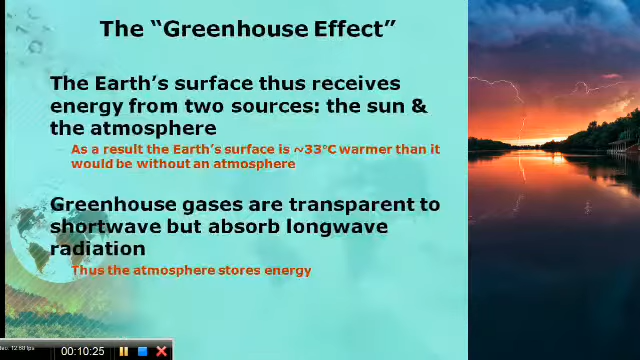 The “Greenhouse Effect”
The Earth’s surface thus receives
energy from two sources: the sun &
the atmosphere
– As a result the Earth’s surface is ~33°C warmer than it
would be without an atmosphere
Greenhouse gases are transparent to
shortwave but absorb longwave
radiation
– Thus the atmosphere stores energy
fps
00:10:25